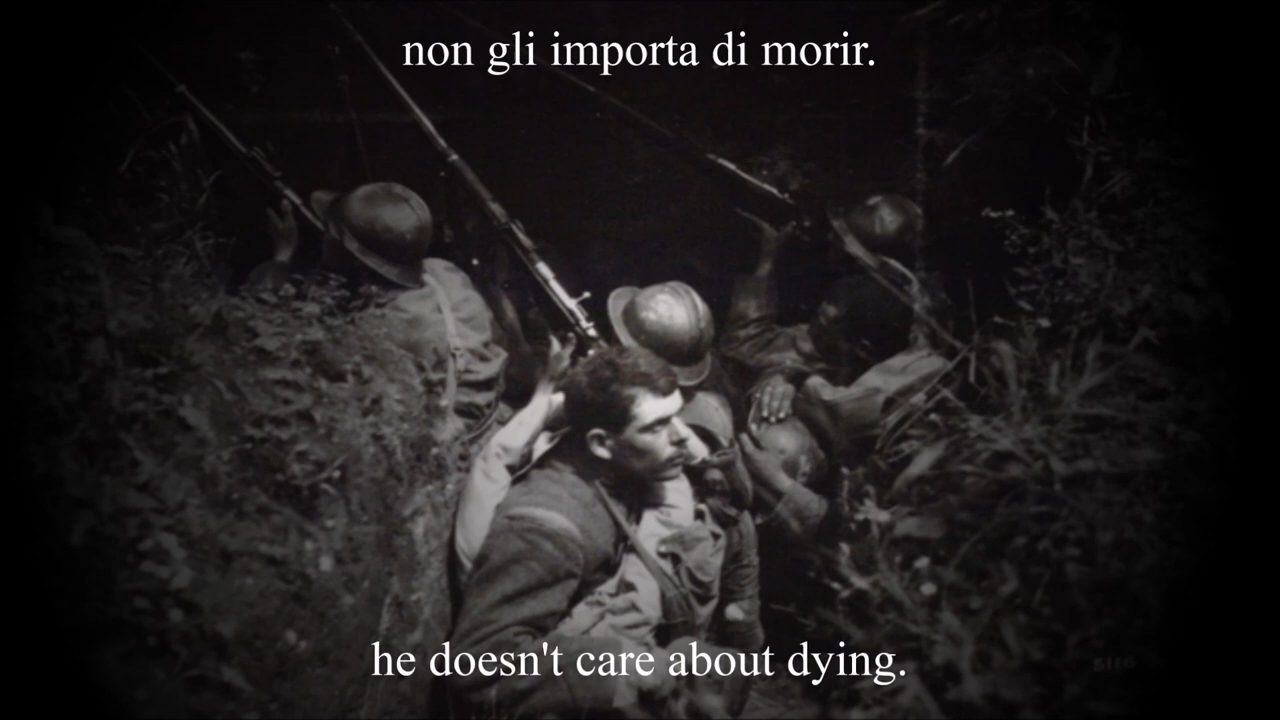 non gli importa di morir.
he doesn't care about dying.